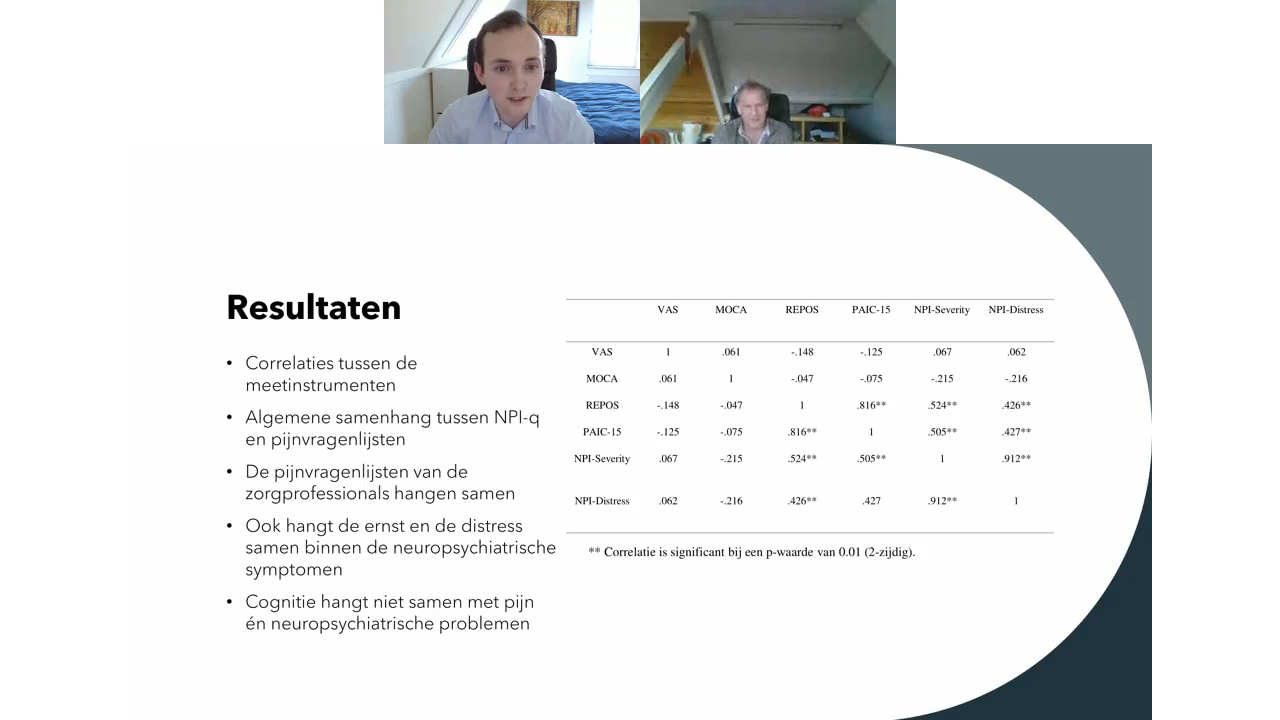 Resultaten
• Correlaties tussen de
meetinstrumenten
• Algemene samenhang tussen NPI-q
en pijnvragenlijsten
• De pijnvragenlijsten van de
zorgprofessionals hangen samen
• Ook hangt de ernst en de distress
samen binnen de neuropsychiatrische
symptomen
• Cognitie hangt niet samen met pijn
én neuropsychiatrische problemen
VAS MOCA REPOS PAIC-15 NPI-Severity NPI-Distress
VAS 1 .061 -.148 -.125 .067 .062
MOCA .061 1 -.047 -.075 -.215 -.216
REPOS -.148 -.047 1 .816** .524** .426**
PAIC-15 -.125 -.075 .816** 1 .505** .427**
NPI-Severity .067 -.215 .524** .505** 1 .912**
NPI-Distress .062 -.216 .426** .427 .912** 1
** Correlatie is significant bij een p-waarde van 0.01 (2-zijdig).